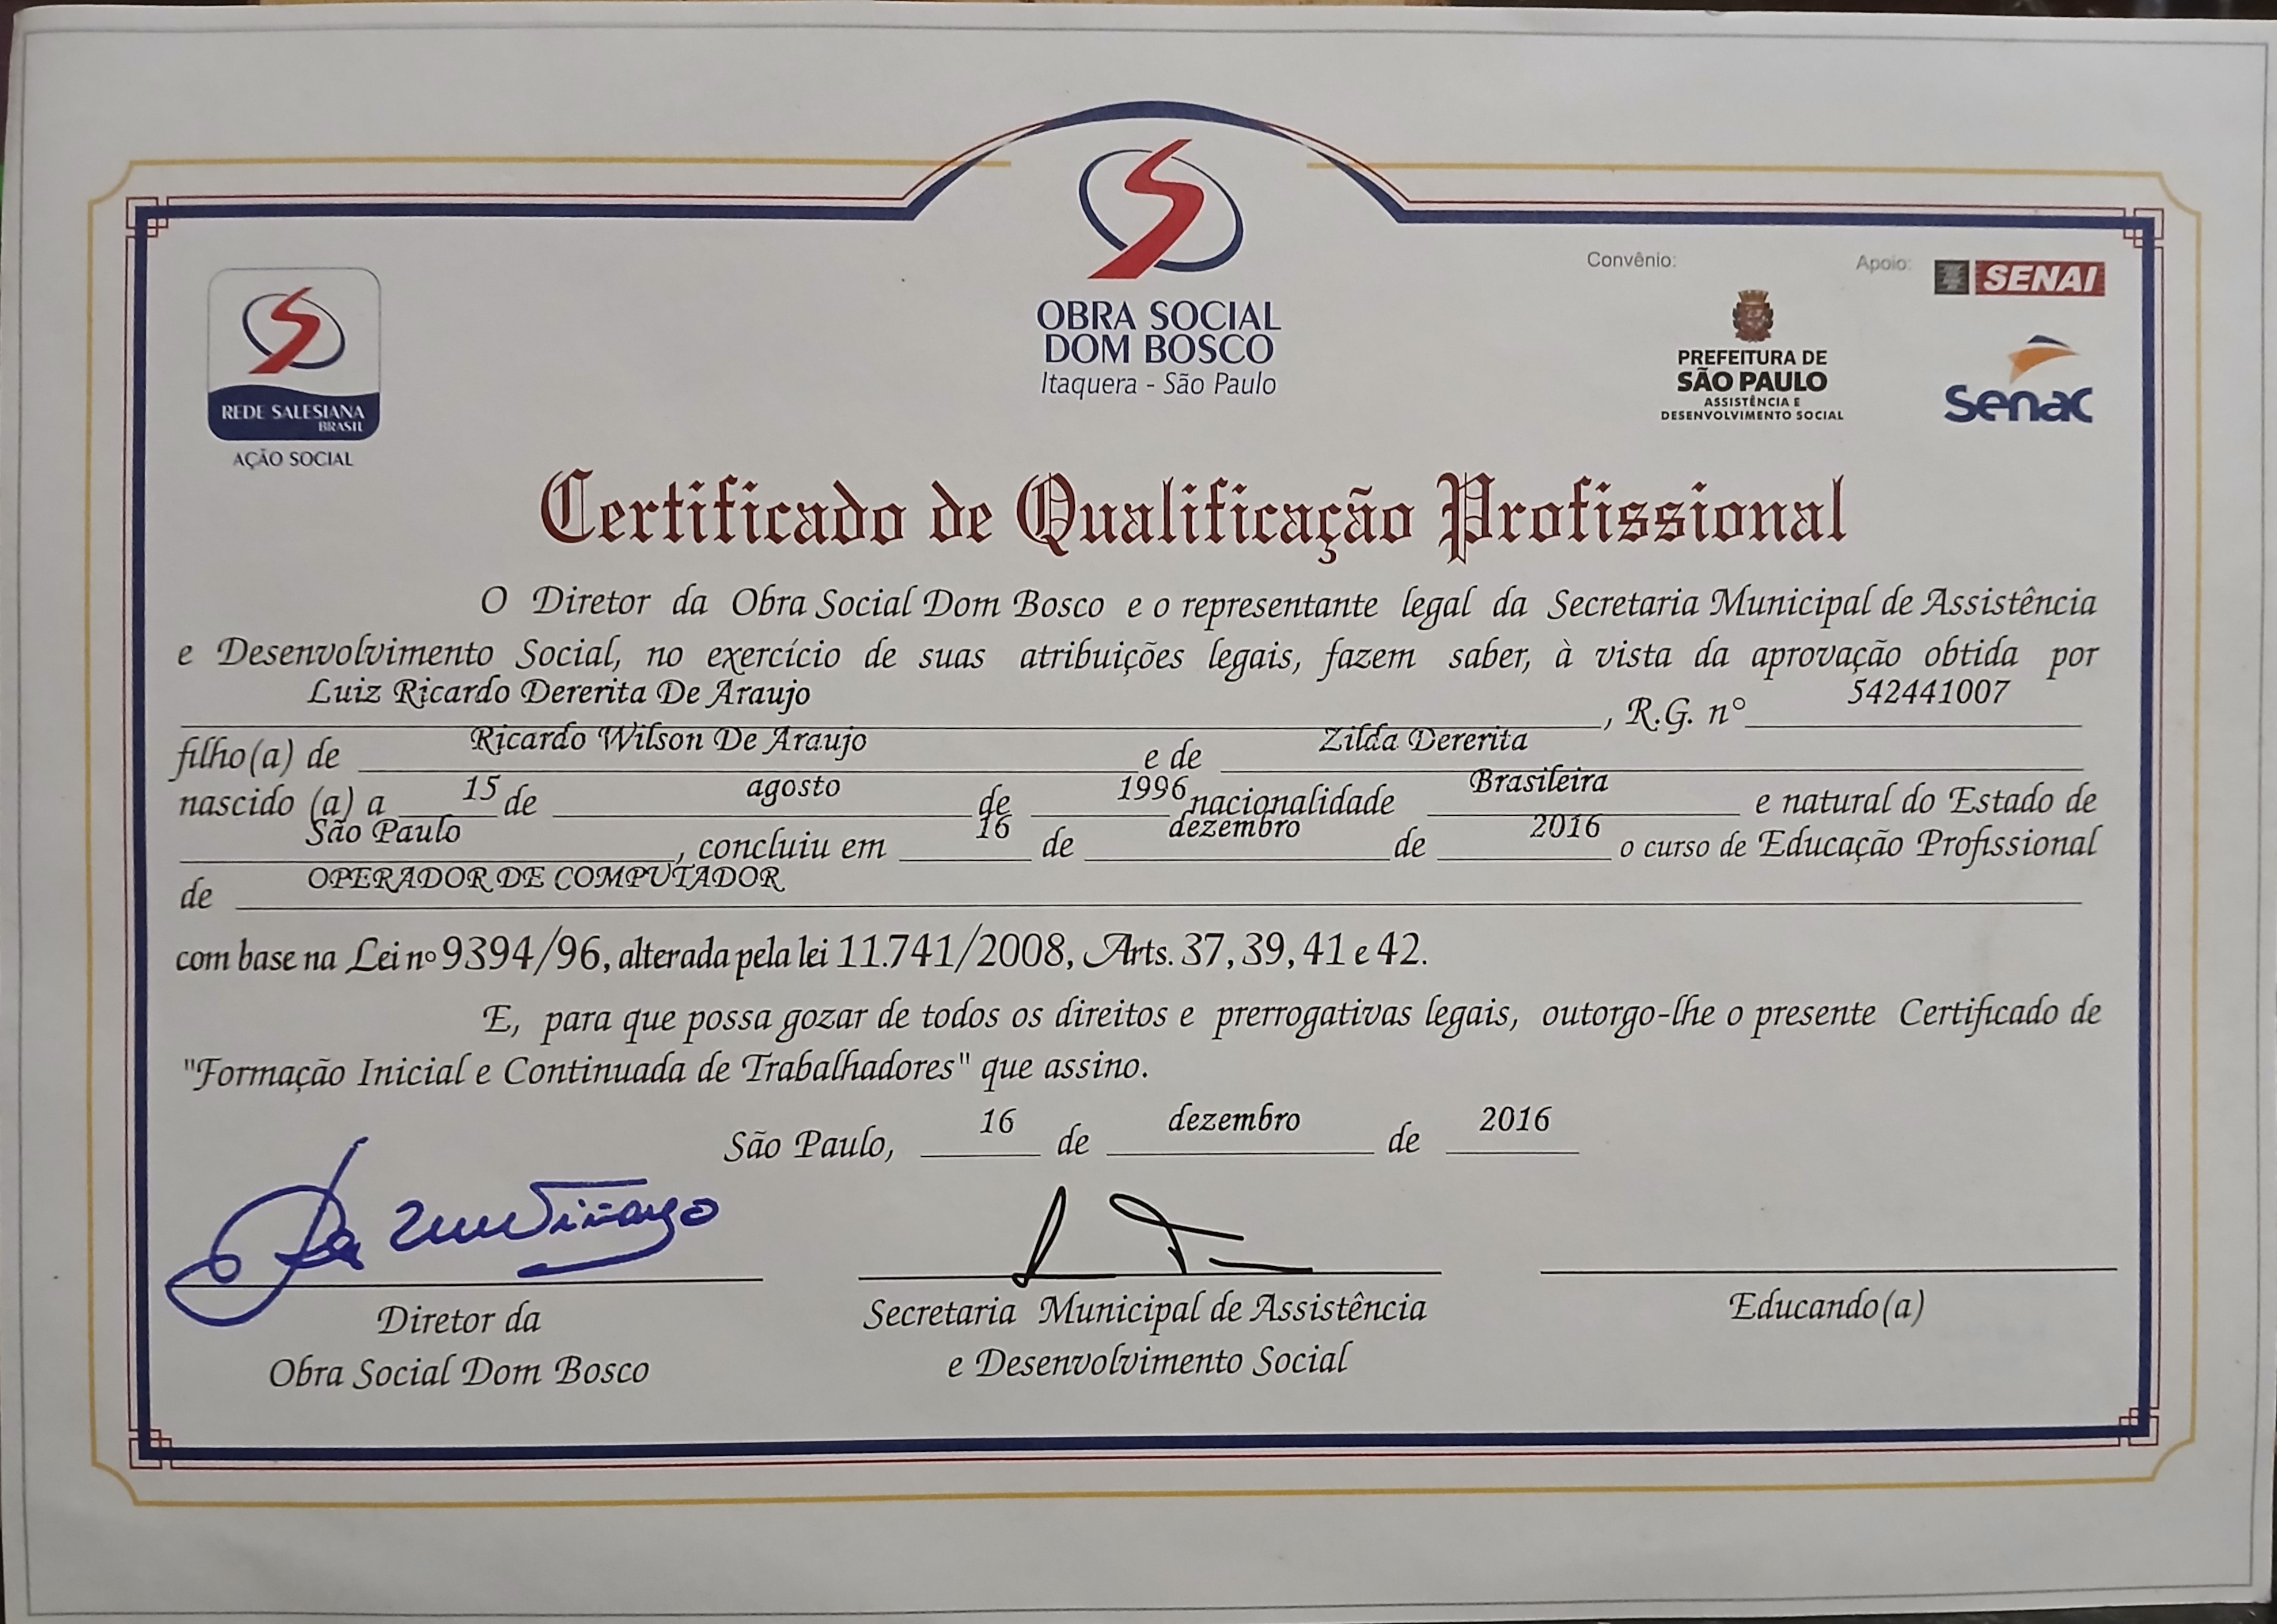 OBRA SOCIAL
DOM BOSCO
Itaquera - São Paulo
REDE SALESIANA
BRASIL
AÇÃO SOCIAL
Convênio:
PREFEITURA DE
SÃO PAULO
ASSISTÊNCIA E
DESENVOLVIMENTO SOCIAL
Apoio:
SENAI
Senac
Certificado de Qualificação Profissional
O Diretor da Obra Social Dom Bosco e o representante legal da Secretaria Municipal de Assistência
e Desenvolvimento Social, no exercício de suas atribuições legais, fazem saber, à vista da aprovação obtida por
Luiz Ricardo Dererita De Araujo, R.G. nº 542441007
filho(a) de Ricardo Wilson De Araujo e de Zilda Dererita
nascido (a) a 15 de agosto de 1996 nacionalidade Brasileira e natural do Estado de
São Paulo, concluiu em 16 de dezembro de 2016 o curso de Educação Profissional
de OPERADOR DE COMPUTADOR
com base na Lei nº 9394/96, alterada pela lei 11.741/2008, Arts. 37, 39, 41 e 42.
E, para que possa gozar de todos os direitos e prerrogativas legais, outorgo-lhe o presente Certificado de
"Formação Inicial e Continuada de Trabalhadores" que assino.
São Paulo, 16 de dezembro de 2016
Diretor da
Obra Social Dom Bosco
Secretaria Municipal de Assistência
e Desenvolvimento Social
Educando(a)